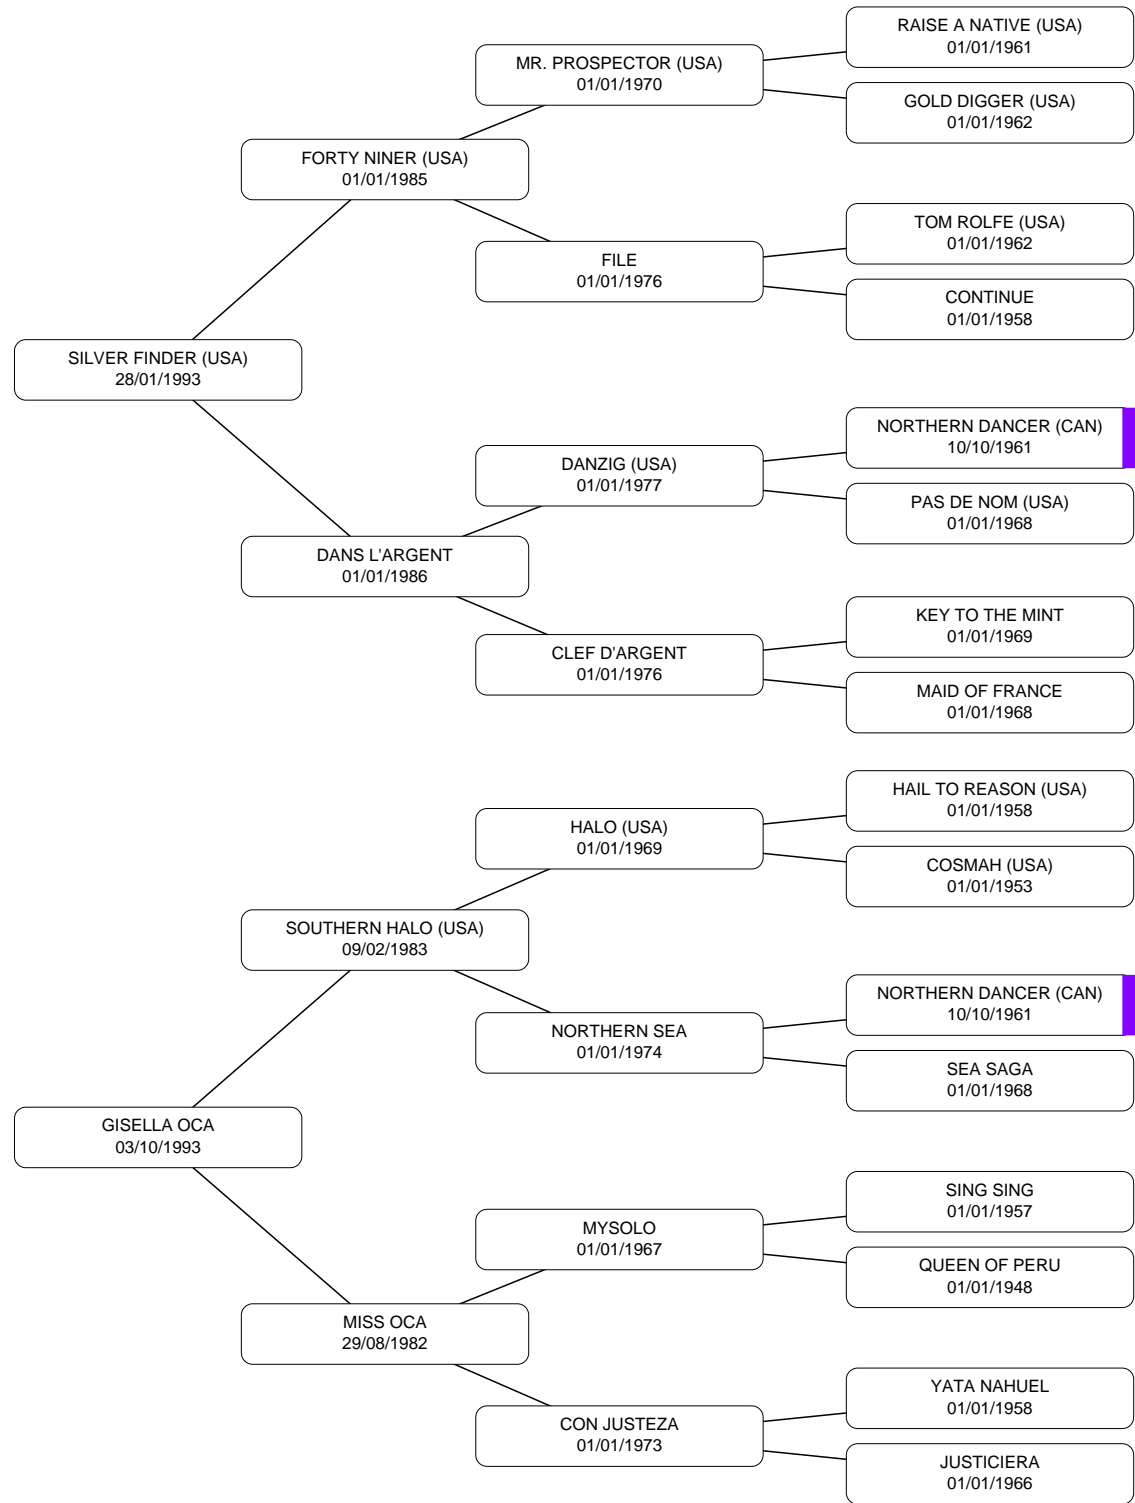 RAISE A NATIVE (USA)
01/01/1961
MR. PROSPECTOR (USA)
01/01/1970
GOLD DIGGER (USA)
01/01/1962
FORTY NINER (USA)
01/01/1985
TOM ROLFE (USA)
01/01/1962
FILE
01/01/1976
CONTINUE
01/01/1958
SILVER FINDER (USA)
28/01/1993
NORTHERN DANCER (CAN)
10/10/1961
DANZIG (USA)
01/01/1977
PAS DE NOM (USA)
01/01/1968
DANS L'ARGENT
01/01/1986
KEY TO THE MINT
01/01/1969
CLEF D'ARGENT
01/01/1976
MAID OF FRANCE
01/01/1968
HAIL TO REASON (USA)
01/01/1958
HALO (USA)
01/01/1969
COSMAH (USA)
01/01/1953
SOUTHERN HALO (USA)
09/02/1983
NORTHERN DANCER (CAN)
10/10/1961
NORTHERN SEA
01/01/1974
SEA SAGA
01/01/1968
GISELLA OCA
03/10/1993
SING SING
01/01/1957
MYSOLO
01/01/1967
QUEEN OF PERU
01/01/1948
MISS OCA
29/08/1982
YATA NAHUEL
01/01/1958
CON JUSTEZA
01/01/1973
JUSTICIERA
01/01/1966